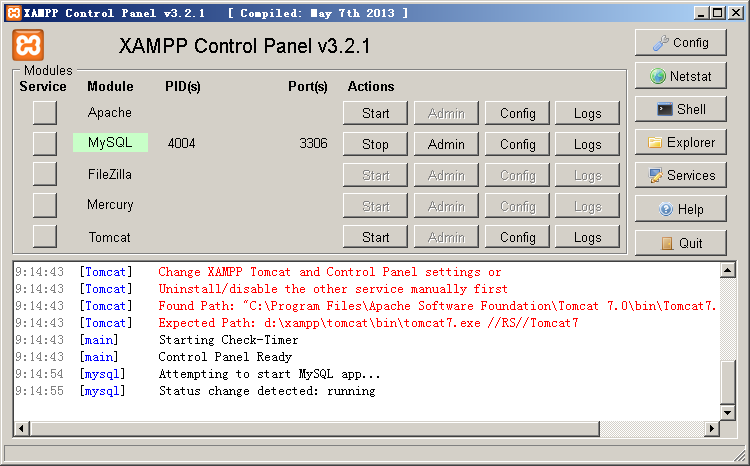 XAMPP Control Panel v3.2.1   [ Compiled: May 7th 2013 ]
XAMPP Control Panel v3.2.1
Config
Modules
Service Module PID(s) Port(s) Actions
Netstat
Apache Start Admin Config Logs
Shell
MySQL 4004 3306 Stop Admin Config Logs
Explorer
FileZilla Start Admin Config Logs
Services
Mercury Start Admin Config Logs
Help
Tomcat Start Admin Config Logs
Quit
9:14:43 [Tomcat] Change XAMPP Tomcat and Control Panel settings or
9:14:43 [Tomcat] Uninstall/disable the other service manually first
9:14:43 [Tomcat] Found Path: "C:\Program Files\Apache Software Foundation\Tomcat 7.0\bin\Tomcat7.
9:14:43 [Tomcat] Expected Path: d:\xampp\tomcat\bin\tomcat7.exe //RS//Tomcat7
9:14:43 [main] Starting Check-Timer
9:14:43 [main] Control Panel Ready
9:14:54 [mysql] Attempting to start MySQL app...
9:14:55 [mysql] Status change detected: running